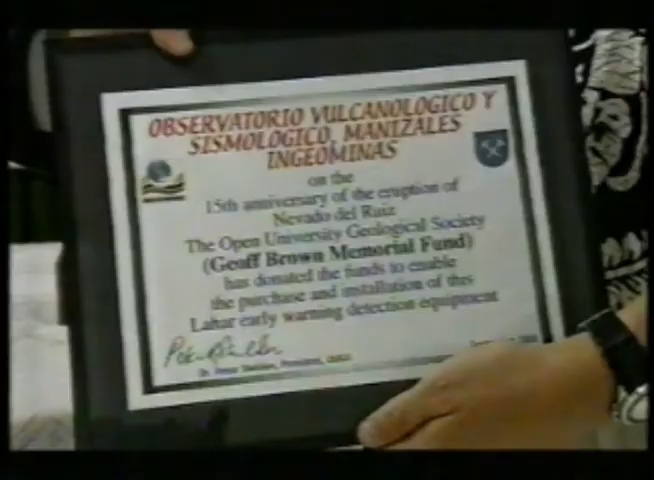 OBSERVATORIO VULCANOLOGICO Y
SISMOLOGICO, MANIZALES
INGEOMINAS
on the
15th anniversary of the eruption of
Nevado del Ruiz
The Open University Geological Society
(Geoff Brown Memorial Fund)
has donated the funds to enable
the purchase and installation of this
Lahar early warning detection equipment
Dr.
President,